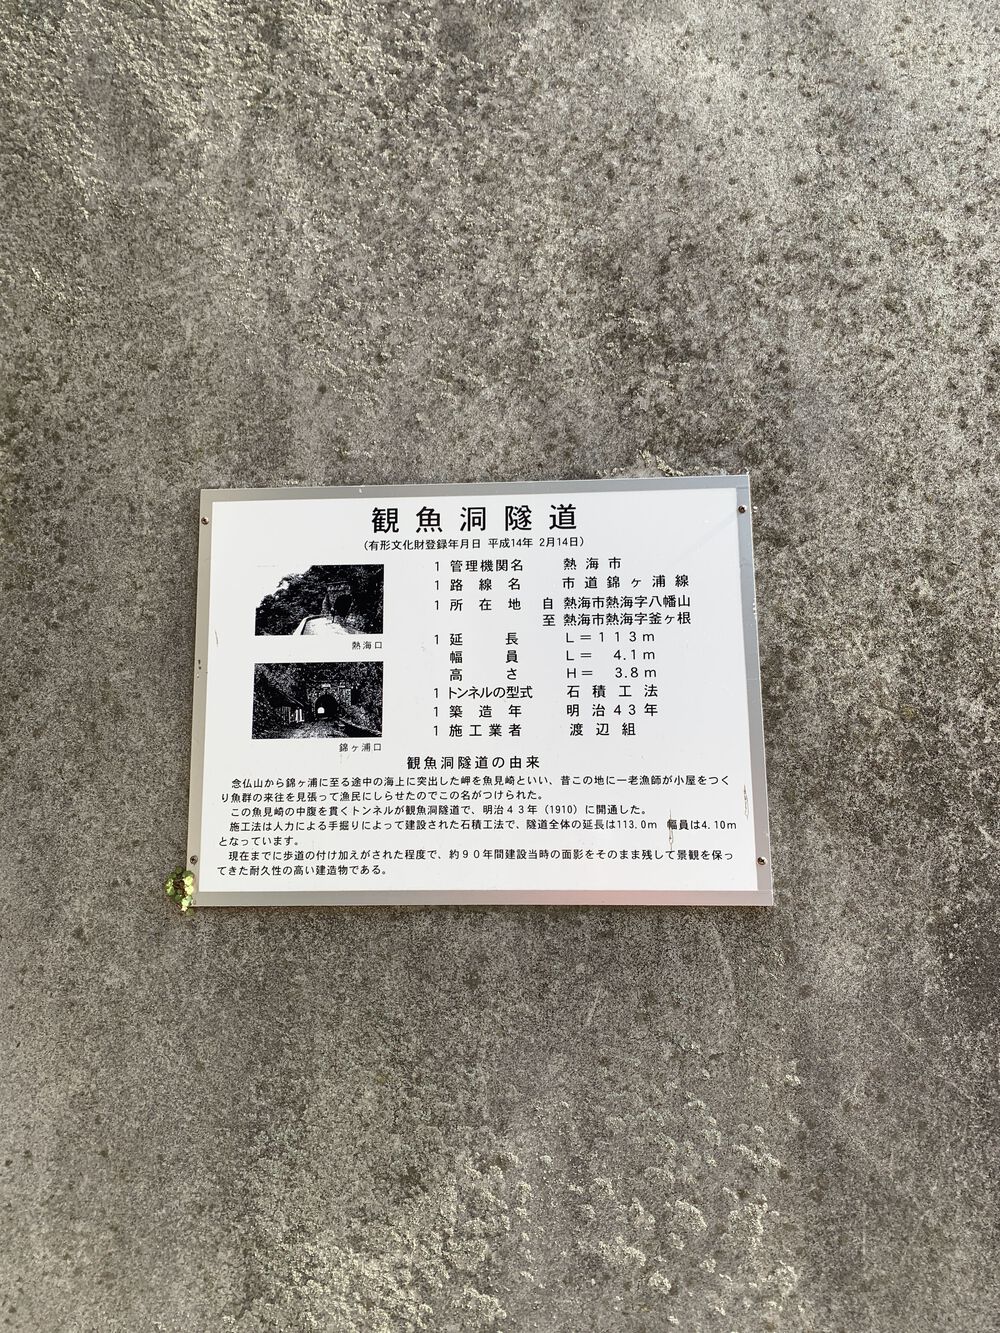 観魚洞隧道
（有形文化財登録年月日 平成14年 2月14日）
熱海口
錦ヶ浦口
1 管理機関名 熱海市
1 路線名 市道錦ヶ浦線
1 所在地 自 熱海市熱海字八幡山
至 熱海市熱海字釜ヶ根
1 延長 L＝113m
幅員 L＝ 4.1m
高さ H＝ 3.8m
1 トンネルの型式 石積工法
1 築造年 明治43年
1 施工業者 渡辺組
観魚洞隧道の由来
念仏山から錦ヶ浦に至る途中の海上に突出した岬を魚見崎といい、昔この地に一老漁師が小屋をつく
り魚群の来往を見張って漁民にしらせたのでこの名がつけられた。
この魚見崎の中腹を貫くトンネルが観魚洞隧道で、明治４３年（1910）に開通した。
施工法は人力による手掘りによって建設された石積工法で、隧道全体の延長は113.0m 幅員は4.10m
となっています。
現在までに歩道の付け加えがされた程度で、約９０年間建設当時の面影をそのまま残して景観を保っ
てきた耐久性の高い建造物である。